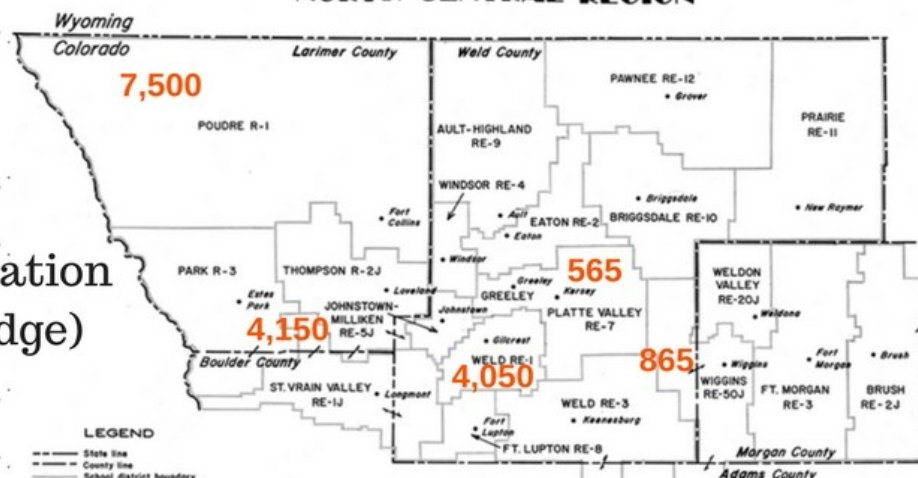 NORTH CENTRAL REGION
Wyoming
Colorado
Larimer County
Weld County
7,500
POUDRE R-1
PAWNEE RE-12
Grover
PRAIRIE
RE-11
AULT-HIGHLAND
RE-9
WINDSOR RE-4
Fort
Collins
Ault
EATON RE-2
Eaton
Briggsdale
BRIGGSDALE RE-10
New Raymer
ation
dge)
PARK R-3
THOMPSON R-2J
Windsor
565
Estes
Park
Loveland
Greeley
GREELEY
Kersey
WELDON
VALLEY
RE-20J
Weldona
4,150
JOHNSTOWN-
MILLIKEN
RE-5J
Johnstown
PLATTE VALLEY
RE-7
Gilcrest
WELD RE-1
4,050
865
Boulder County
ST. VRAIN VALLEY
RE-1J
Longmont
WELD RE-3
Keenesburg
Wiggins
WIGGINS
RE-50J
Fort
Morgan
FT. MORGAN
RE-3
Brush
BRUSH
RE-2J
Fort
Lupton
FT. LUPTON RE-8
Morgan County
Adams County
LEGEND
State line
County line
School district boundary